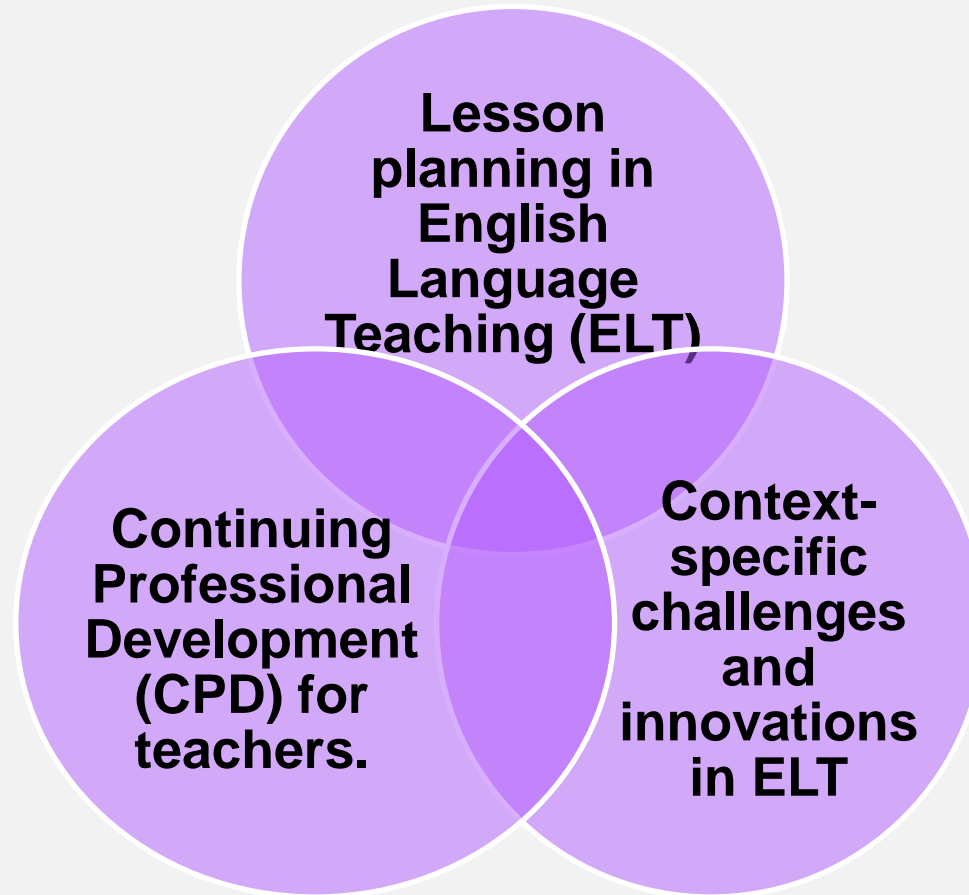 Lesson
planning in
English
Language
Teaching (ELT)
Continuing
Professional
Development
(CPD) for
teachers.
Context-
specific
challenges
and
innovations
in ELT